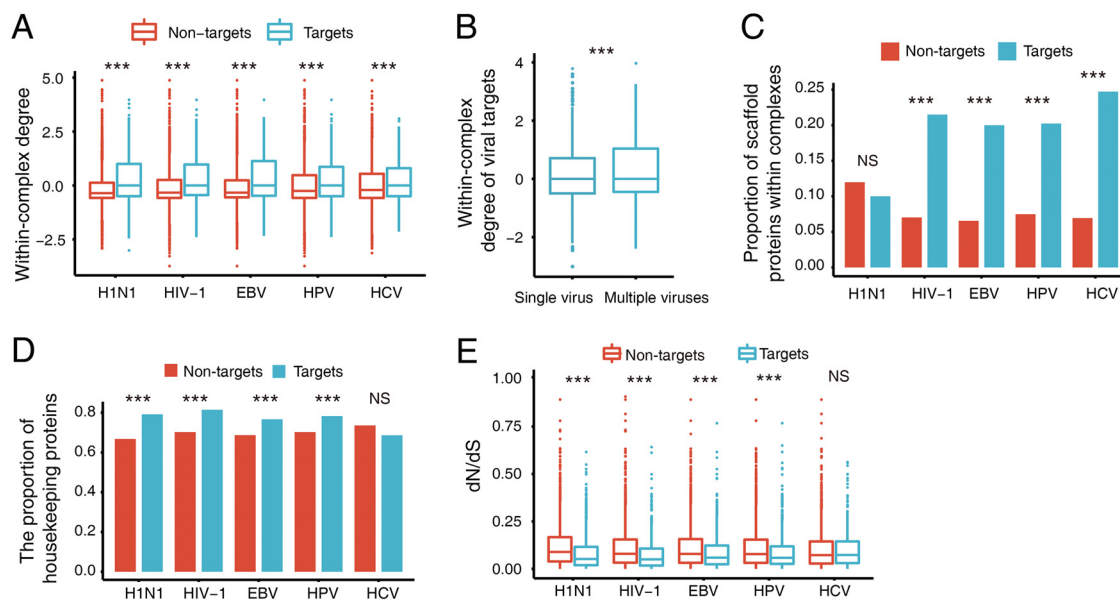 A
Non−targets
Targets
Within-complex degree
5.0
2.5
0.0
−2.5
***
***
***
***
***
H1N1
HIV−1
EBV
HPV
HCV
B
Within-complex
degree of viral targets
4
2
0
−2
***
Single virus
Multiple viruses
C
Non-targets
Targets
Proportion of scaffold
proteins within complexes
0.25
0.20
0.15
0.10
0.05
0.00
NS
***
***
***
***
H1N1
HIV−1
EBV
HPV
HCV
D
Non-targets
Targets
The proportion of
housekeeping proteins
0.8
0.6
0.4
0.2
0.0
***
***
***
***
NS
H1N1
HIV−1
EBV
HPV
HCV
E
Non-targets
Targets
dN/dS
1.00
0.75
0.50
0.25
0.00
***
***
***
***
NS
H1N1
HIV−1
EBV
HPV
HCV